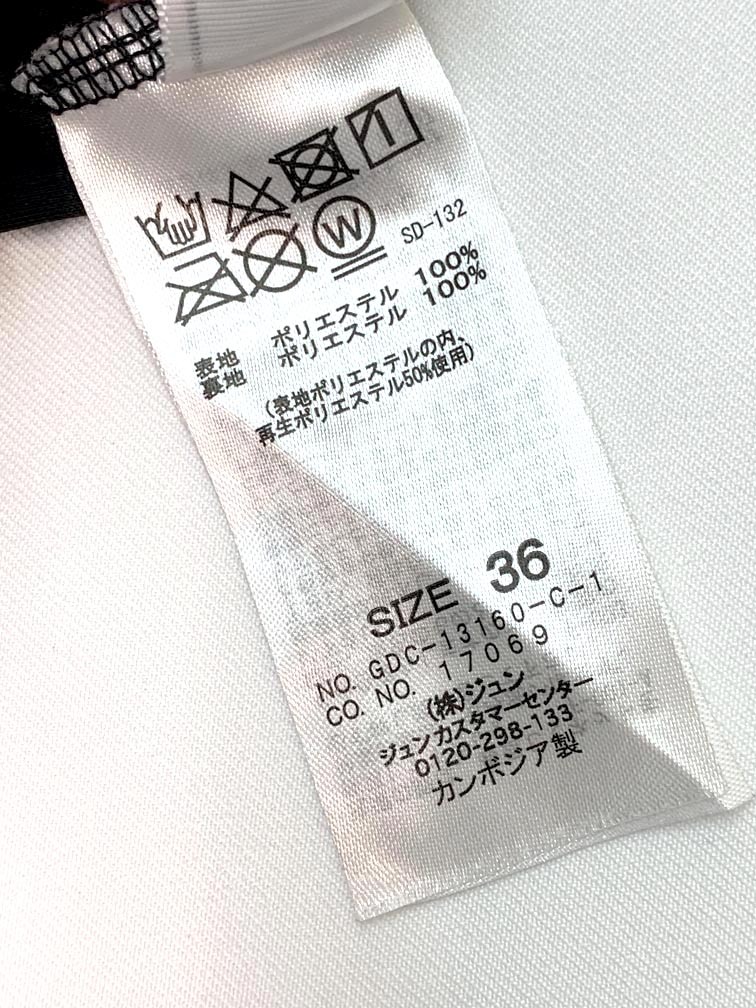 W
SD-132
表地 ポリエステル 100%
裏地 ポリエステル 100%
(表地ポリエステルの内、
再生ポリエステル50%使用)
SIZE 36
NO. GDC-13160-C-1
CO. NO. 17069
(株)ジュン
ジュンカスタマーセンター
0120-298-133
カンボジア製